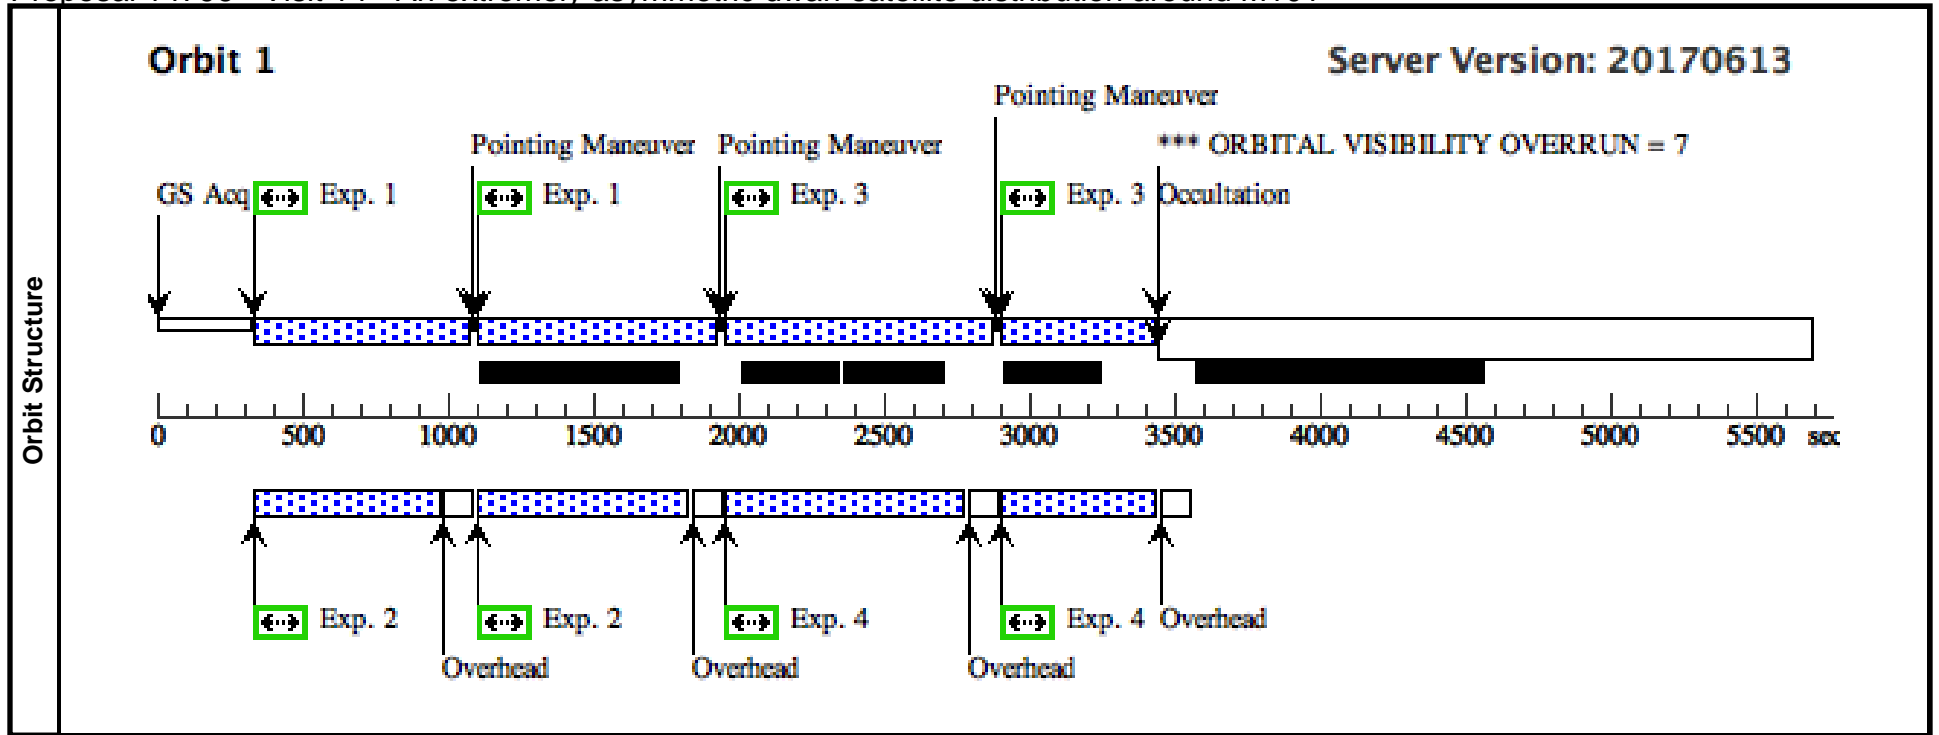 Orbit 1
Server Version: 20170613
Pointing Maneuver
Pointing Maneuver Pointing Maneuver *** ORBITAL VISIBILITY OVERRUN = 7
GS Acq Exp. 1 Exp. 1 Exp. 3 Exp. 3 Occultation
Orbit Structure
0 500 1000 1500 2000 2500 3000 3500 4000 4500 5000 5500 sec
Exp. 2 Exp. 2 Exp. 4 Exp. 4 Overhead
Overhead Overhead Overhead